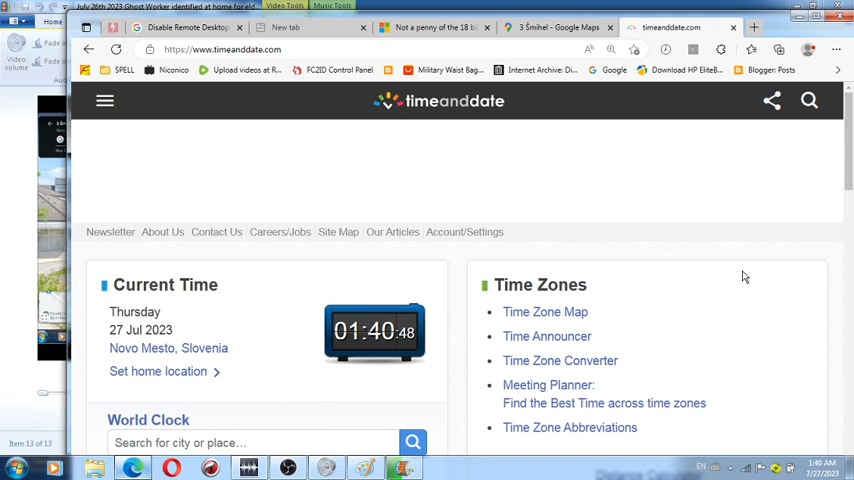 July 26th 2023 Ghost Worker identified at home for eld
Video Tools
Music Tools
Home
Disable Remote Desktop
New tab
Not a penny of the 18 bi
3 Šmihel - Google Maps
timeanddate.com
https://www.timeanddate.com
SPELL
Niconico
Upload videos at R...
FC2ID Control Panel
Military Waist Bag...
Internet Archive: Di...
Google
Download HP EliteB...
Blogger: Posts
Video
volume
Fade i
Fade
timeanddate
Newsletter
About Us
Contact Us
Careers/Jobs
Site Map
Our Articles
Account/Settings
Current Time
Thursday
27 Jul 2023
Novo Mesto, Slovenia
Set home location
01:40:48
World Clock
Search for city or place...
Time Zones
Time Zone Map
Time Announcer
Time Zone Converter
Meeting Planner:
Find the Best Time across time zones
Time Zone Abbreviations
Item 13 of 13
EN
1:40 AM
7/27/2023